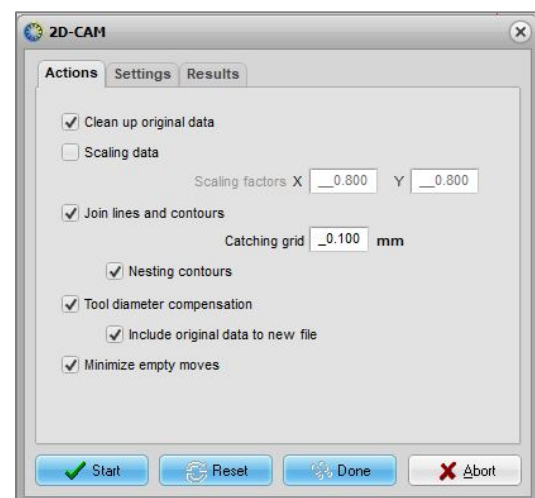 2D-CAM
Actions Settings Results
Clean up original data
Scaling data
Scaling factors X __0.800 Y __0.800
Join lines and contours
Catching grid _0.100 mm
Nesting contours
Tool diameter compensation
Include original data to new file
Minimize empty moves
Start Reset Done Abort